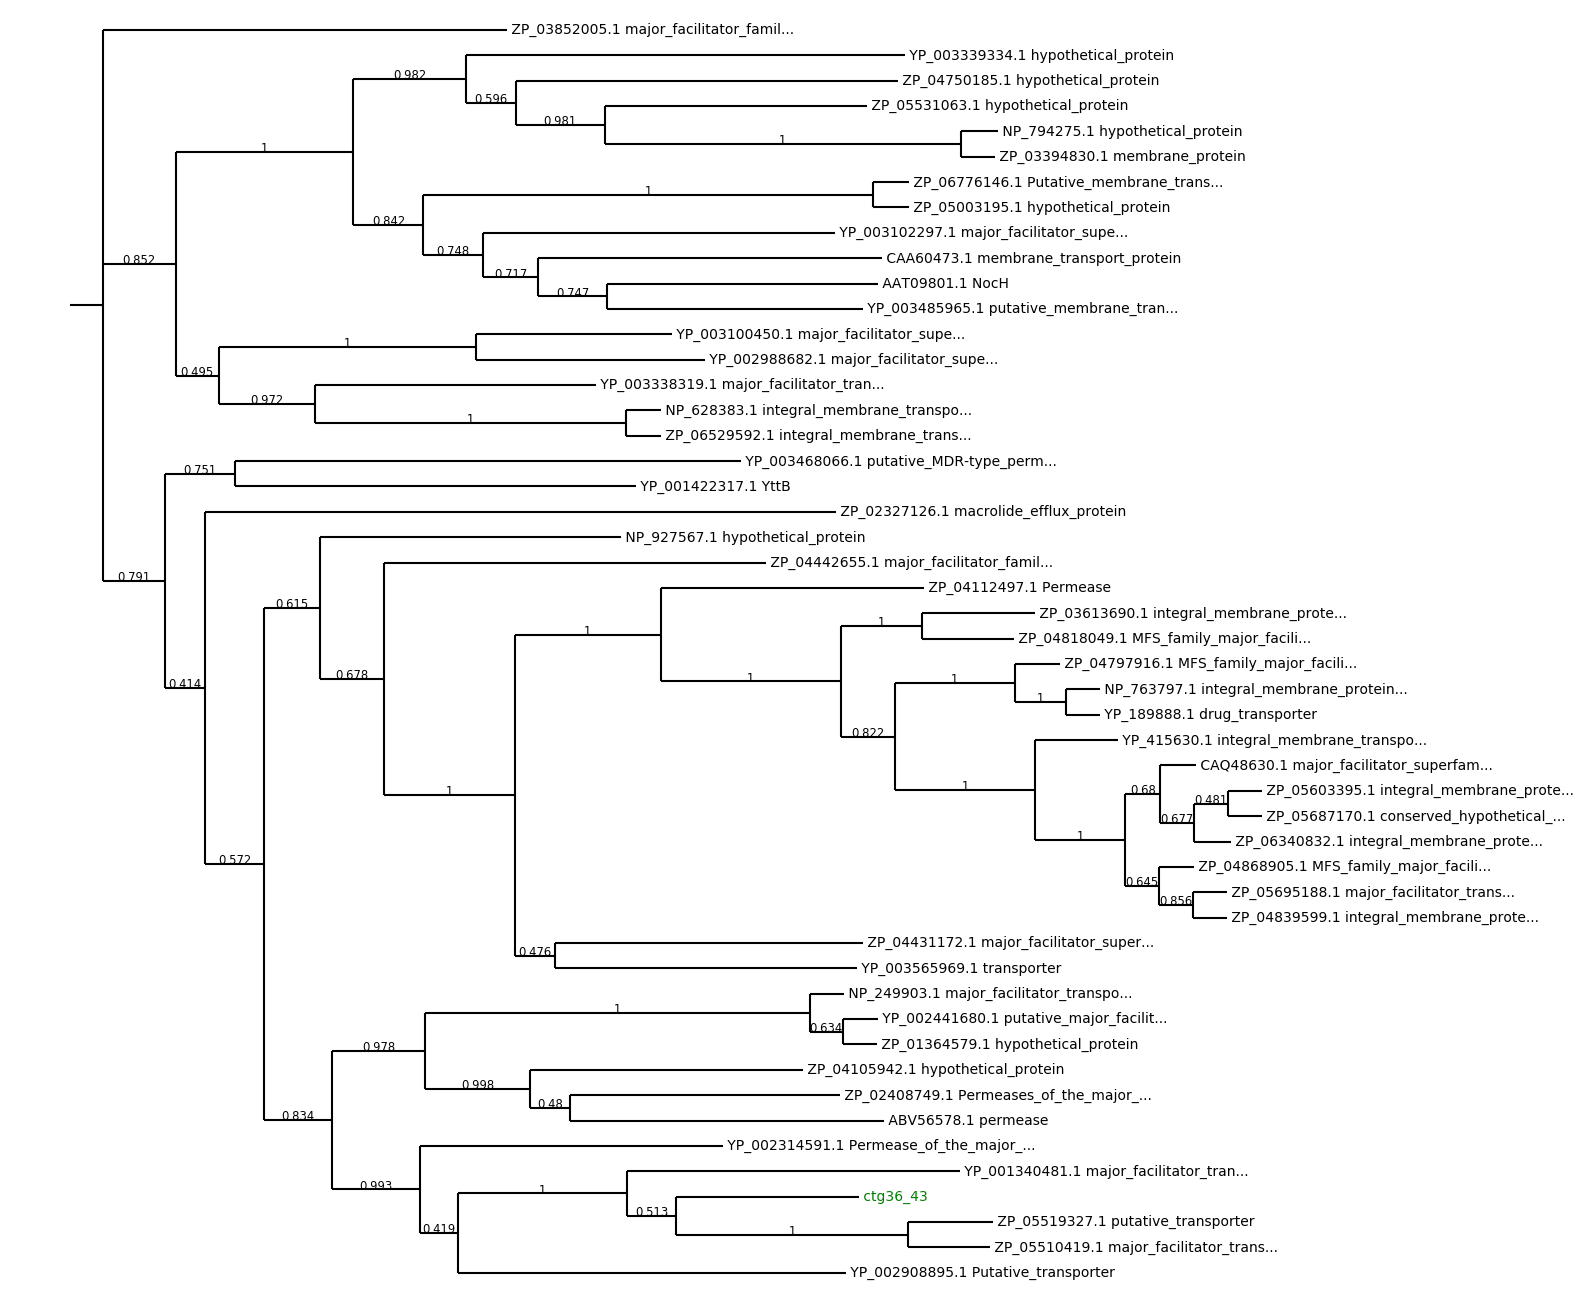 ZP_03852005.1 major_facilitator_famil...
YP_003339334.1 hypothetical_protein
0.982
ZP_04750185.1 hypothetical_protein
0.596
ZP_05531063.1 hypothetical_protein
0.981
NP_794275.1 hypothetical_protein
1
1
ZP_03394830.1 membrane_protein
ZP_06776146.1 Putative_membrane_trans...
1
ZP_05003195.1 hypothetical_protein
0.842
YP_003102297.1 major_facilitator_supe...
0.748
CAA60473.1 membrane_transport_protein
0.852
0.717
AAT09801.1 NocH
0.747
YP_003485965.1 putative_membrane_tran...
YP_003100450.1 major_facilitator_supe...
1
YP_002988682.1 major_facilitator_supe...
0.495
YP_003338319.1 major_facilitator_tran...
0.972
NP_628383.1 integral_membrane_transpo...
1
ZP_06529592.1 integral_membrane_trans...
YP_003468066.1 putative_MDR-type_perm...
0.751
YP_001422317.1 YttB
ZP_02327126.1 macrolide_efflux_protein
NP_927567.1 hypothetical_protein
ZP_04442655.1 major_facilitator_famil...
0.791
ZP_04112497.1 Permease
0.615
ZP_03613690.1 integral_membrane_prote...
1
1
ZP_04818049.1 MFS_family_major_facili...
ZP_04797916.1 MFS_family_major_facili...
0.678
1
1
0.414
NP_763797.1 integral_membrane_protein...
1
YP_189888.1 drug_transporter
0.822
YP_415630.1 integral_membrane_transpo...
CAQ48630.1 major_facilitator_superfam...
1
1
0.68
ZP_05603395.1 integral_membrane_prote...
0.481
ZP_05687170.1 conserved_hypothetical_...
0.677
1
ZP_06340832.1 integral_membrane_prote...
0.572
ZP_04868905.1 MFS_family_major_facili...
0.645
ZP_05695188.1 major_facilitator_trans...
0.856
ZP_04839599.1 integral_membrane_prote...
ZP_04431172.1 major_facilitator_super...
0.476
YP_003565969.1 transporter
NP_249903.1 major_facilitator_transpo...
1
YP_002441680.1 putative_major_facilit...
0.634
ZP_01364579.1 hypothetical_protein
0.978
ZP_04105942.1 hypothetical_protein
0.998
ZP_02408749.1 Permeases_of_the_major_...
0.48
0.834
ABV56578.1 permease
YP_002314591.1 Permease_of_the_major_...
YP_001340481.1 major_facilitator_tran...
0.993
1
ctg36_43
0.513
ZP_05519327.1 putative_transporter
0.419
1
ZP_05510419.1 major_facilitator_trans...
YP_002908895.1 Putative_transporter